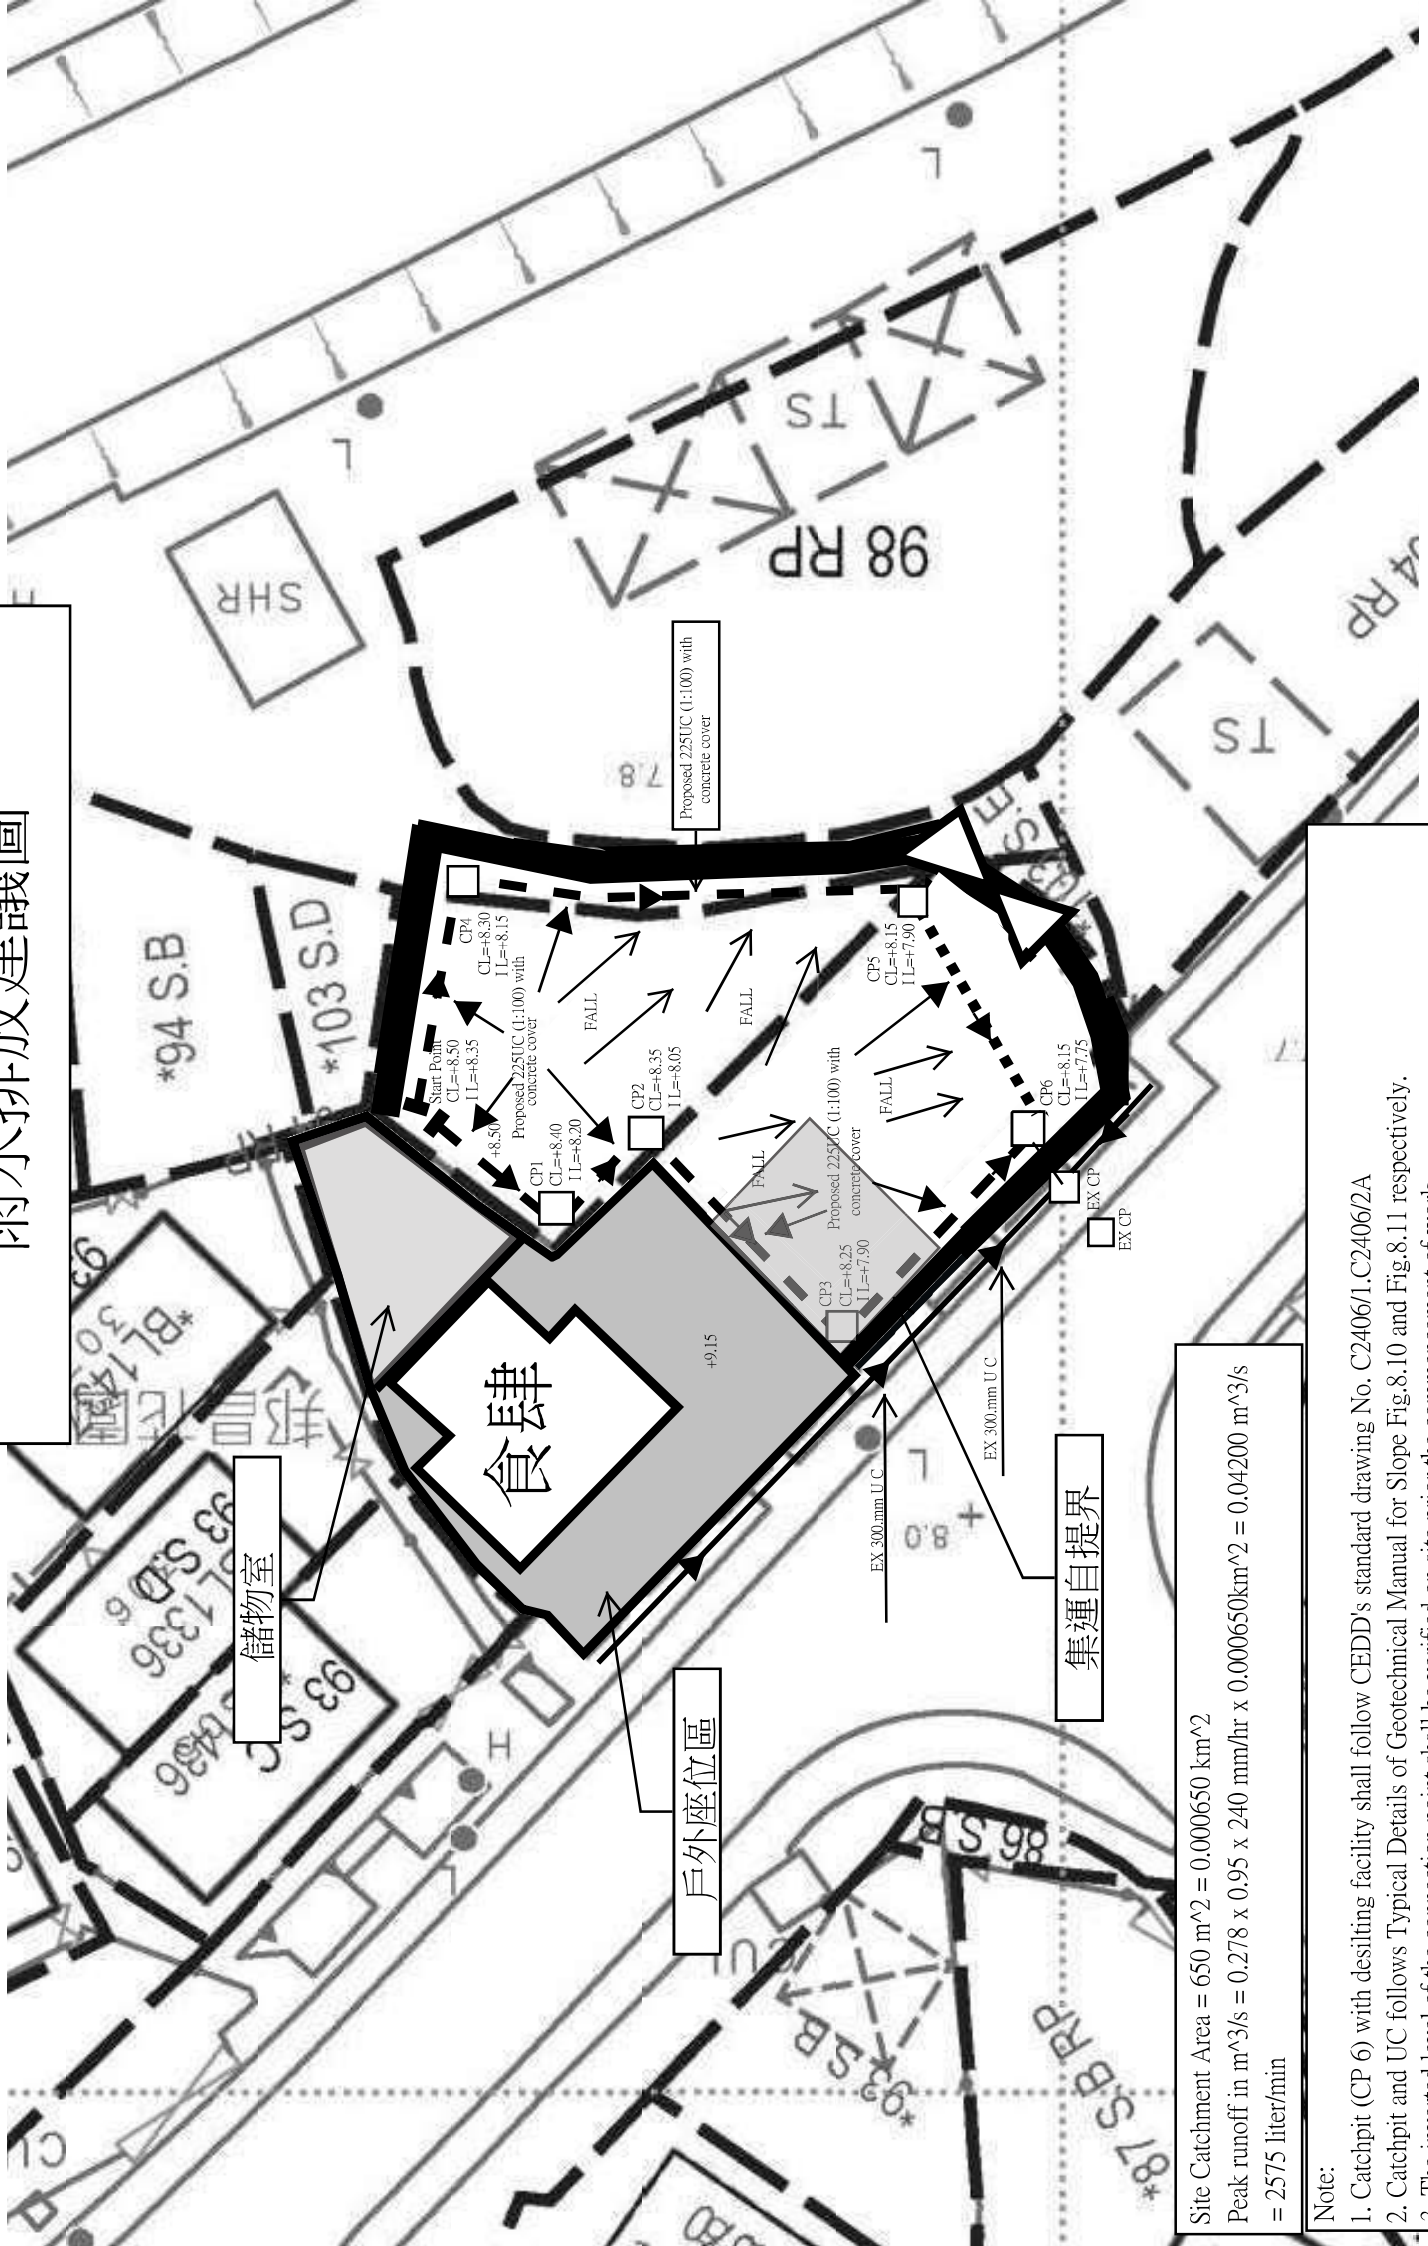 雨水排放建議圖
*94 S.B
*103 S.D
SHR
L
L
TS
98 RP
TS
7.8
Proposed 225UC (1:100) with
concrete cover
CP4
CL=+8.30
I L=+8.15
Start Point
CL=+8.50
I L=+8.35
Proposed 225UC (1:100) with
concrete cover
+8.50
CP1
CL=+8.40
I L=+8.20
CP2
CL=+8.35
I L=+8.05
FALL
FALL
FALL
FALL
CP5
CL=+8.15
I L=+7.90
Proposed 225UC (1:100) with
concrete cover
CP3
CL=+8.25
I L=+7.90
CP6
CL=+8.15
I L=+7.75
EX CP
EX CP
EX 300.mm U C
EX 300.mm U C
+9.15
食肆
儲物室
戶外座位區
集運自提界
8.0
L
H
93 S.C
93 S.D
1336
86 S.B
*93 S.B
*87 S.B RP
Site Catchment Area = 650 m^2 = 0.000650 km^2
Peak runoff in m^3/s = 0.278 x 0.95 x 240 mm/hr x 0.000650km^2 = 0.04200 m^3/s
= 2575 liter/min
Note:
1. Catchpit (CP 6) with desilting facility shall follow CEDD's standard drawing No. C2406/1.C2406/2A
2. Catchpit and UC follows Typical Details of Geotechnical Manual for Slope Fig.8.10 and Fig.8.11 respectively.